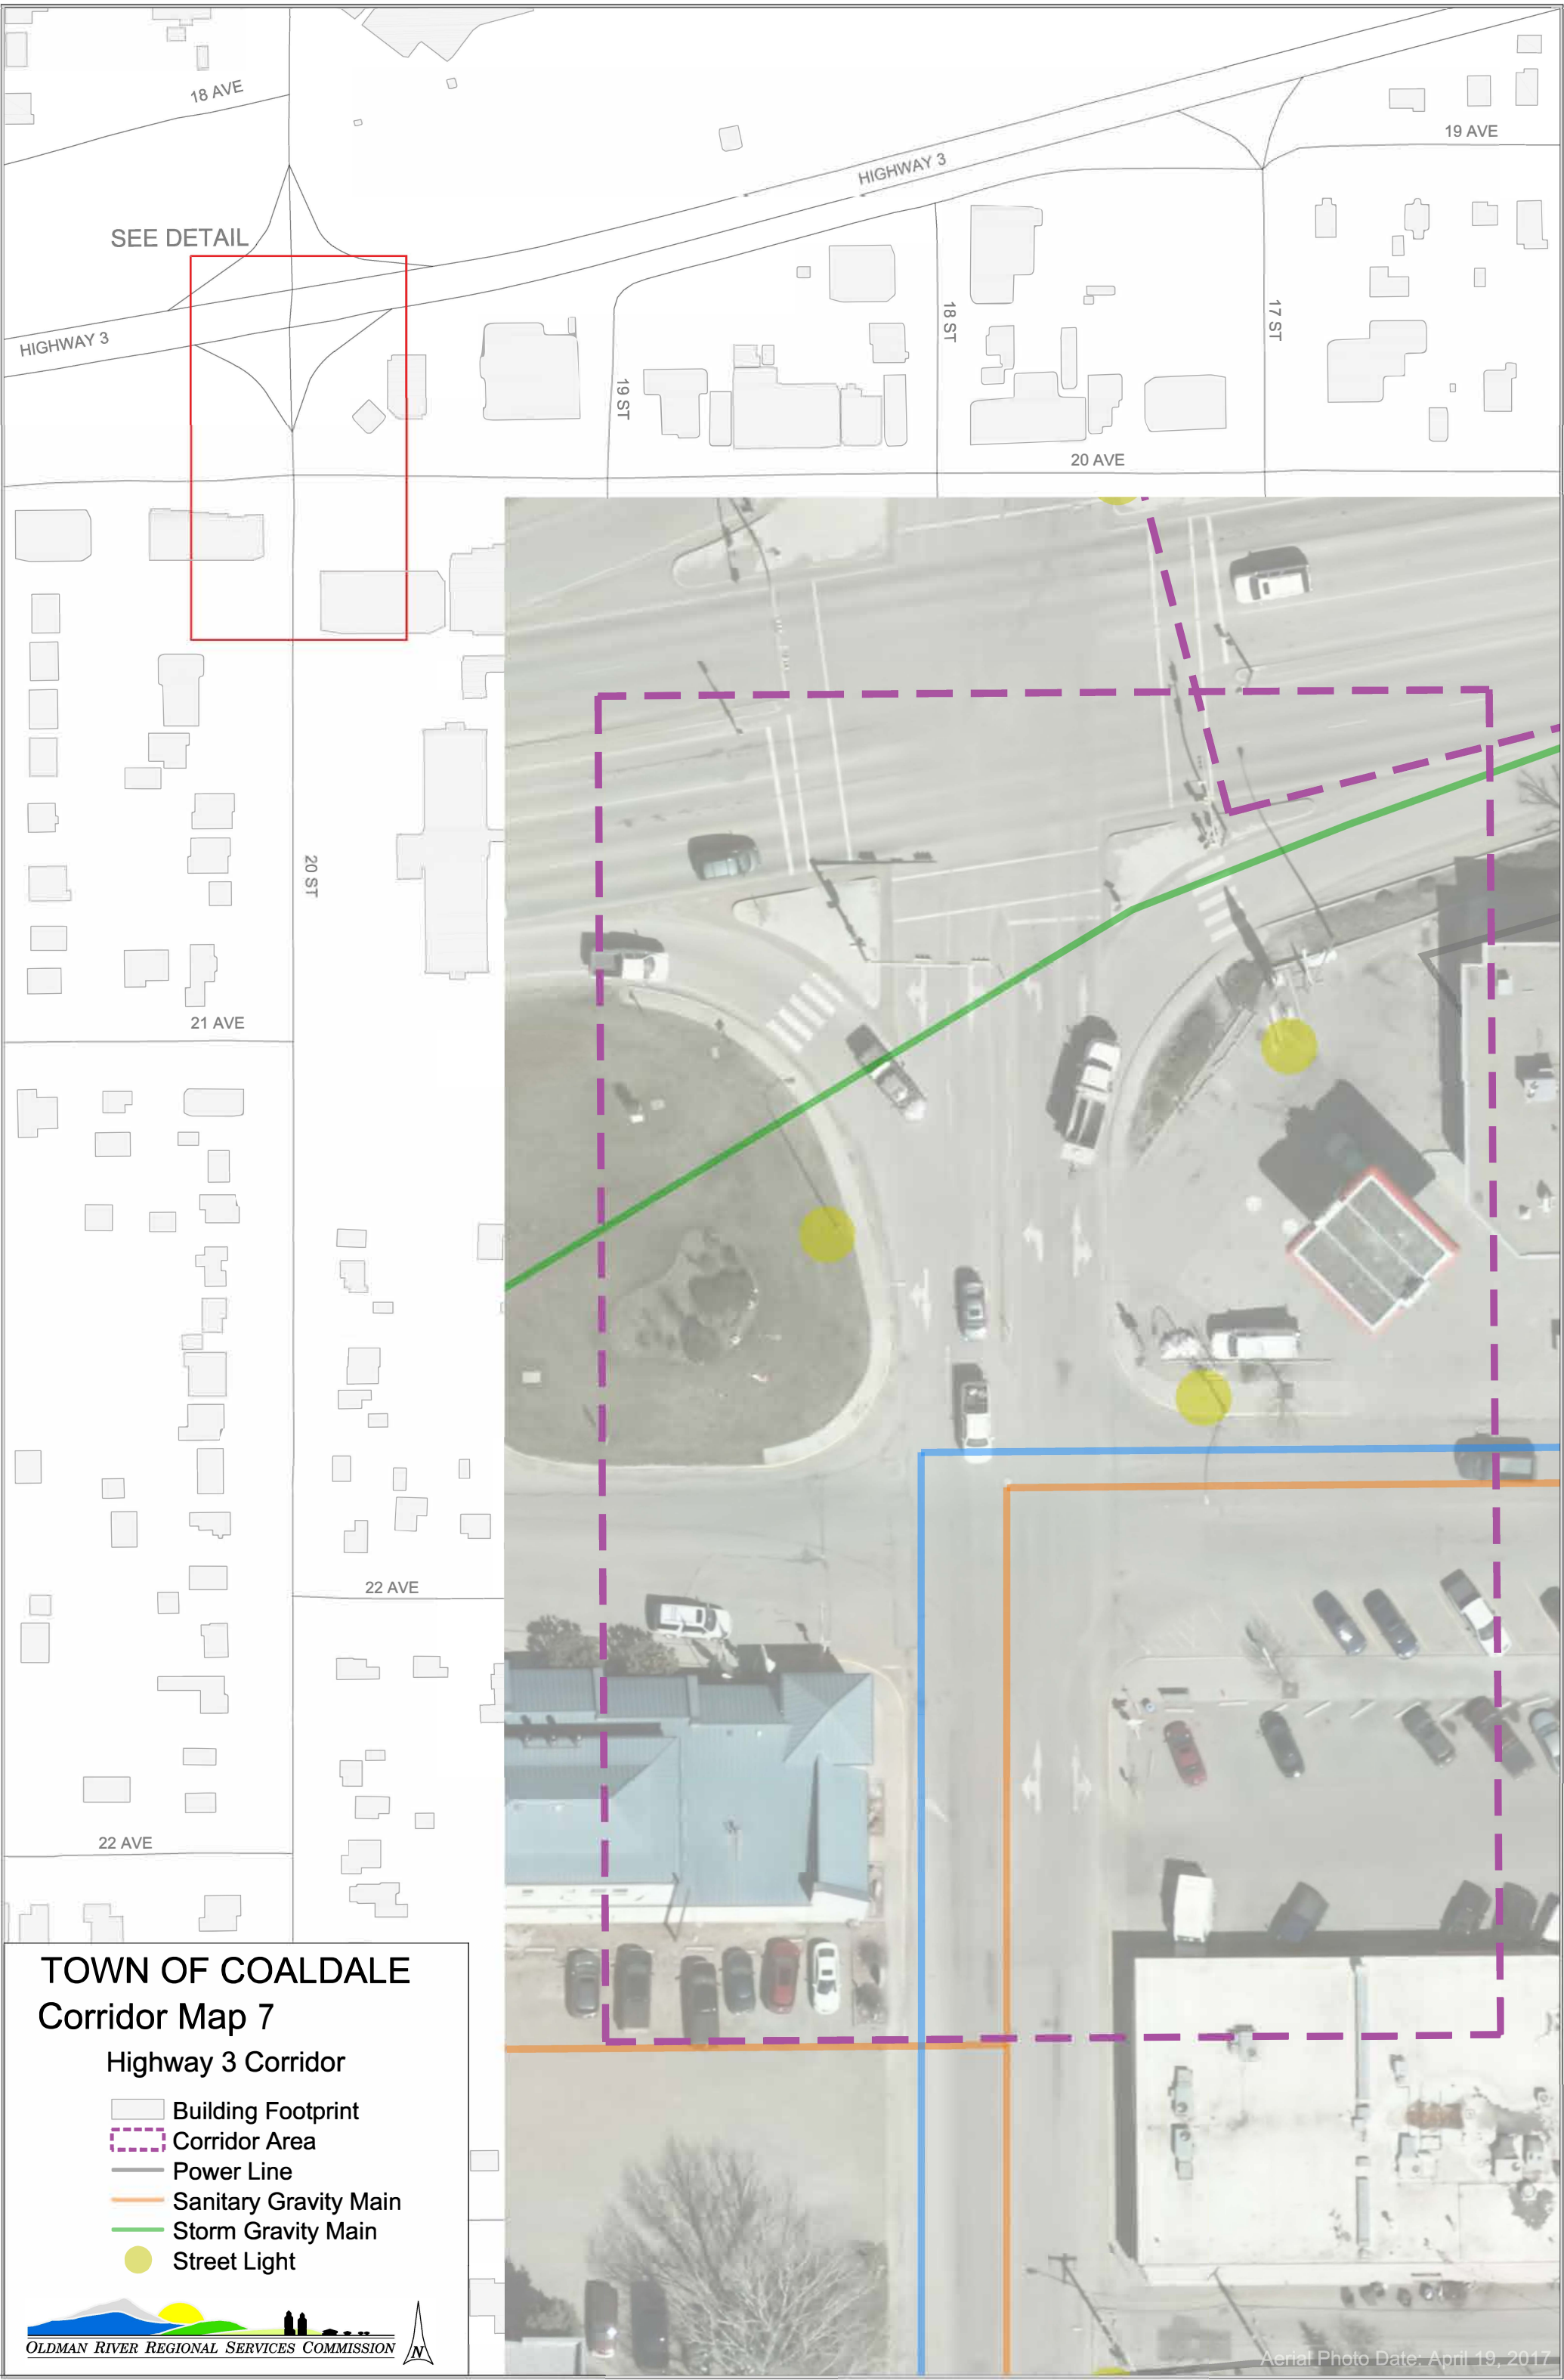 18 AVE
19 AVE
HIGHWAY 3
SEE DETAIL
HIGHWAY 3
18 ST
17 ST
19 ST
20 AVE
20 ST
21 AVE
22 AVE
22 AVE
TOWN OF COALDALE
Corridor Map 7
Highway 3 Corridor
Building Footprint
Corridor Area
Power Line
Sanitary Gravity Main
Storm Gravity Main
Street Light
OLDMAN RIVER REGIONAL SERVICES COMMISSION
N
Aerial Photo Date: April 19, 2017